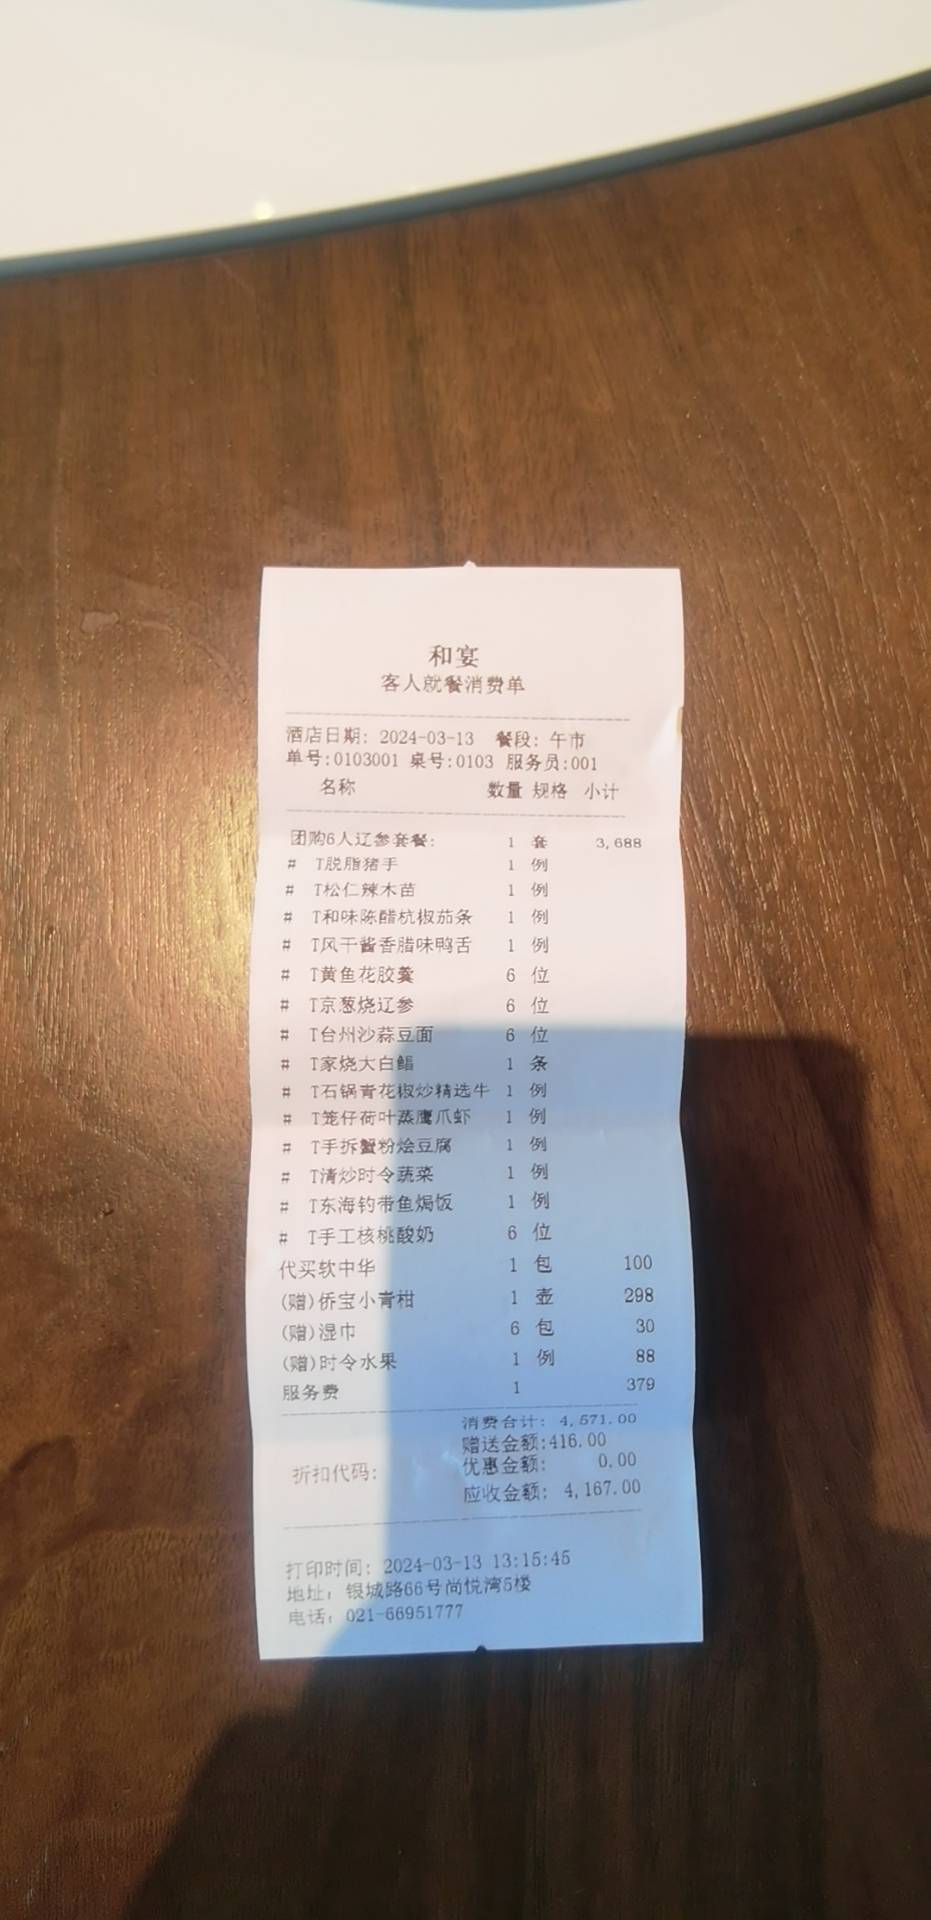 和宴
客人就餐消费单
酒店日期: 2024-03-13 餐段: 午市
单号:0103001 桌号:0103 服务员:001
名称 数量 规格 小计
团购6人辽参套餐: 1 套 3,688
# T脱脂猪手 1 例
# T松仁辣木苗 1 例
# T和味陈醋杭椒茄条 1 例
# T风干酱香腊味鸭舌 1 例
# T黄鱼花胶羹 6 位
# T京葱烧辽参 6 位
# T台州沙蒜豆面 6 位
# T家烧大白鲳 1 条
# T石锅青花椒炒精选牛 1 例
# T笼仔荷叶蒸鹰爪虾 1 例
# T手拆蟹粉烩豆腐 1 例
# T清炒时令蔬菜 1 例
# T东海钓带鱼焗饭 1 例
# T手工核桃酸奶 6 位
代买软中华 1 包 100
(赠)侨宝小青柑 1 壶 298
(赠)湿巾 6 包 30
(赠)时令水果 1 例 88
服务费 1 379
消费合计: 4,571.00
赠送金额:416.00
折扣代码: 优惠金额: 0.00
应收金额: 4,167.00
打印时间: 2024-03-13 13:15:45
地址: 银城路66号尚悦湾5楼
电话: 021-66951777